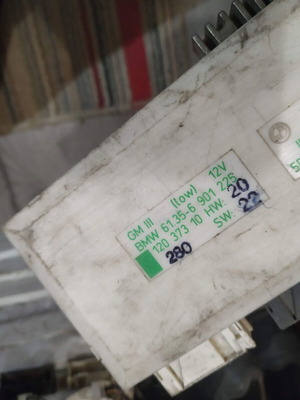 GM III (low) 12V
BMW 61.35-6 901 225
120 373 10 HW: 20
280 SW: 22